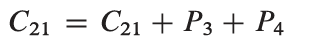 C₂₁ = C₂₁ + P₃ + P₄